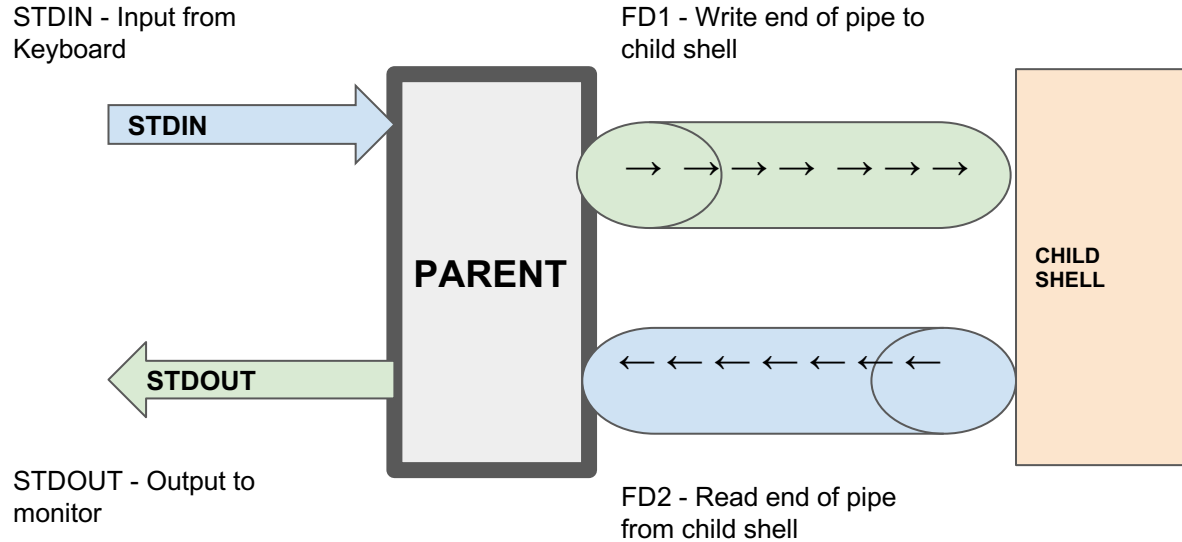 STDIN - Input from
Keyboard
FD1 - Write end of pipe to
child shell
STDIN
PARENT
CHILD
SHELL
STDOUT
STDOUT - Output to
monitor
FD2 - Read end of pipe
from child shell